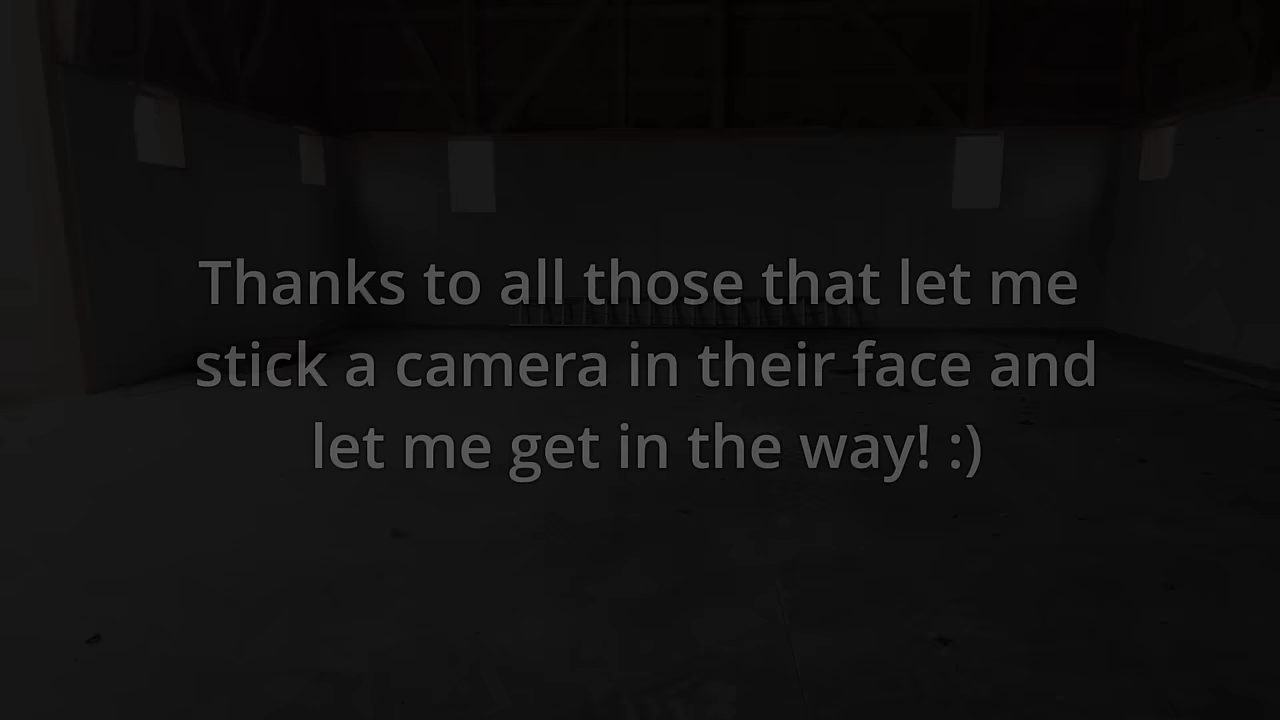 Thanks to all those that let me
stick a camera in their face and
let me get in the way! :)